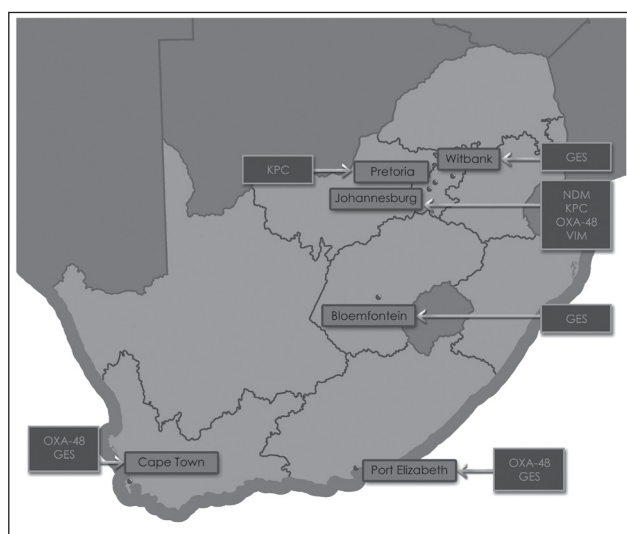 KPC
Pretoria
Witbank
GES
Johannesburg
NDM
KPC
OXA-48
VIM
Bloemfontein
GES
OXA-48
GES
Cape Town
Port Elizabeth
OXA-48
GES